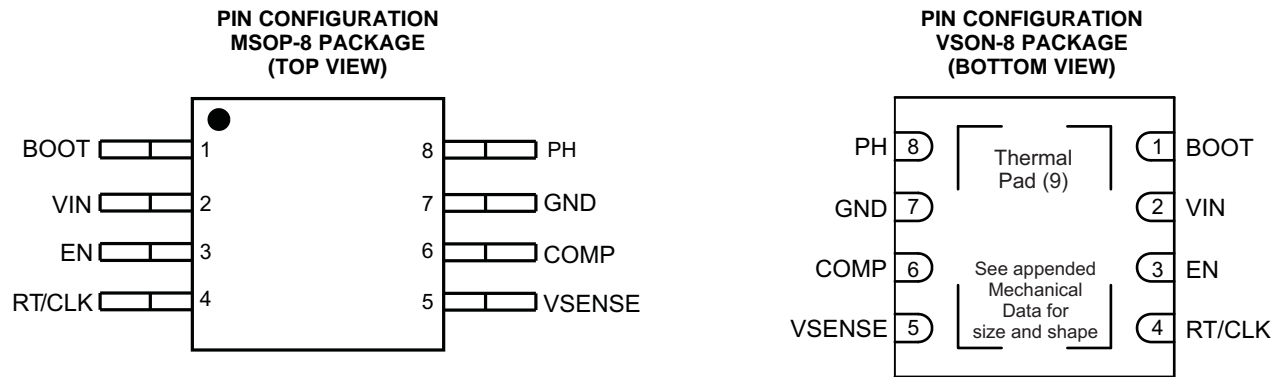 PIN CONFIGURATION
MSOP-8 PACKAGE
(TOP VIEW)
BOOT 1 8 PH
VIN 2 7 GND
EN 3 6 COMP
RT/CLK 4 5 VSENSE
PIN CONFIGURATION
VSON-8 PACKAGE
(BOTTOM VIEW)
PH 8 1 BOOT
Thermal
Pad (9)
GND 7 2 VIN
COMP 6 3 EN
See appended
Mechanical
Data for
size and shape
VSENSE 5 4 RT/CLK